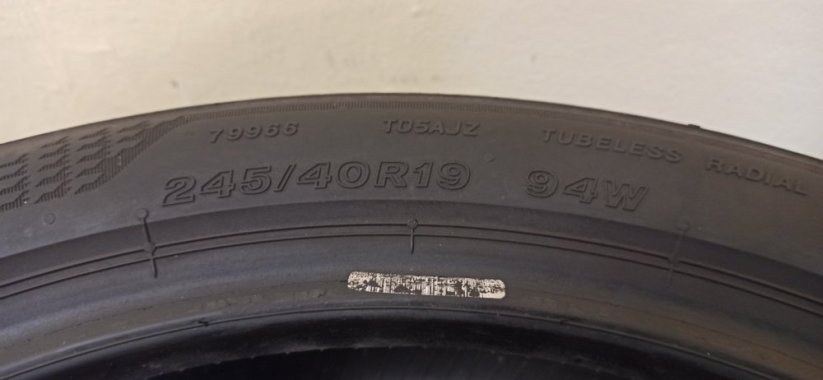 79966 T05AJZ TUBELESS RADIAL
245/40R19 94W